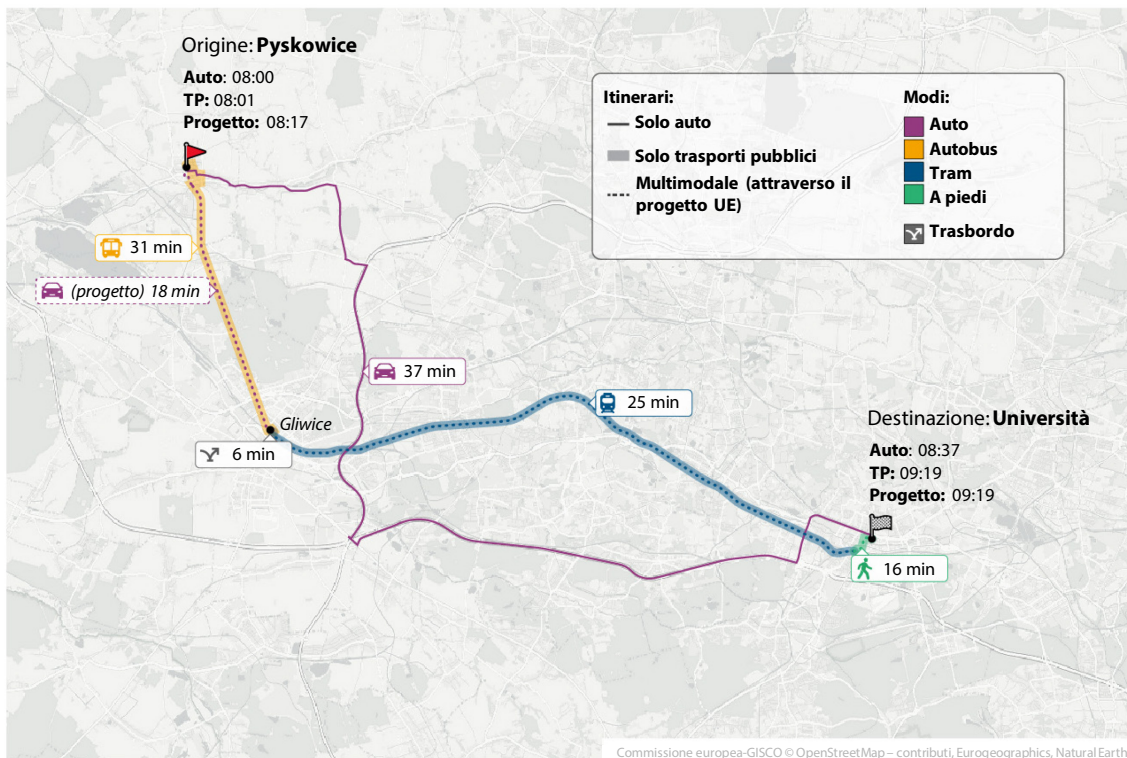 Origine: Pyskowice
Auto: 08:00
TP: 08:01
Progetto: 08:17
Itinerari:
Solo auto
Solo trasporti pubblici
Multimodale (attraverso il
progetto UE)
Modi:
Auto
Autobus
Tram
A piedi
Trasbordo
31 min
(progetto) 18 min
37 min
25 min
Gliwice
6 min
Destinazione: Università
Auto: 08:37
TP: 09:19
Progetto: 09:19
16 min
Commissione europea-GISCO © OpenStreetMap – contributi, Eurogeographics, Natural Earth